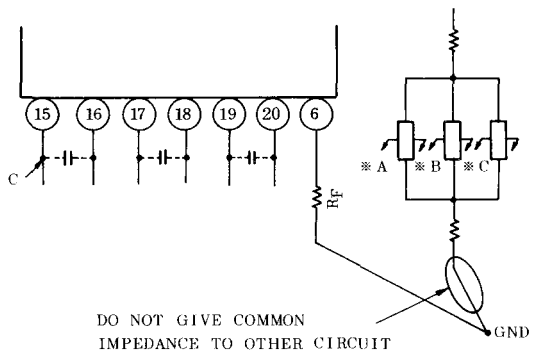 15 16 17 18 19 20 6
※ A ※ B ※ C
C
RF
DO NOT GIVE COMMON
IMPEDANCE TO OTHER CIRCUIT
GND